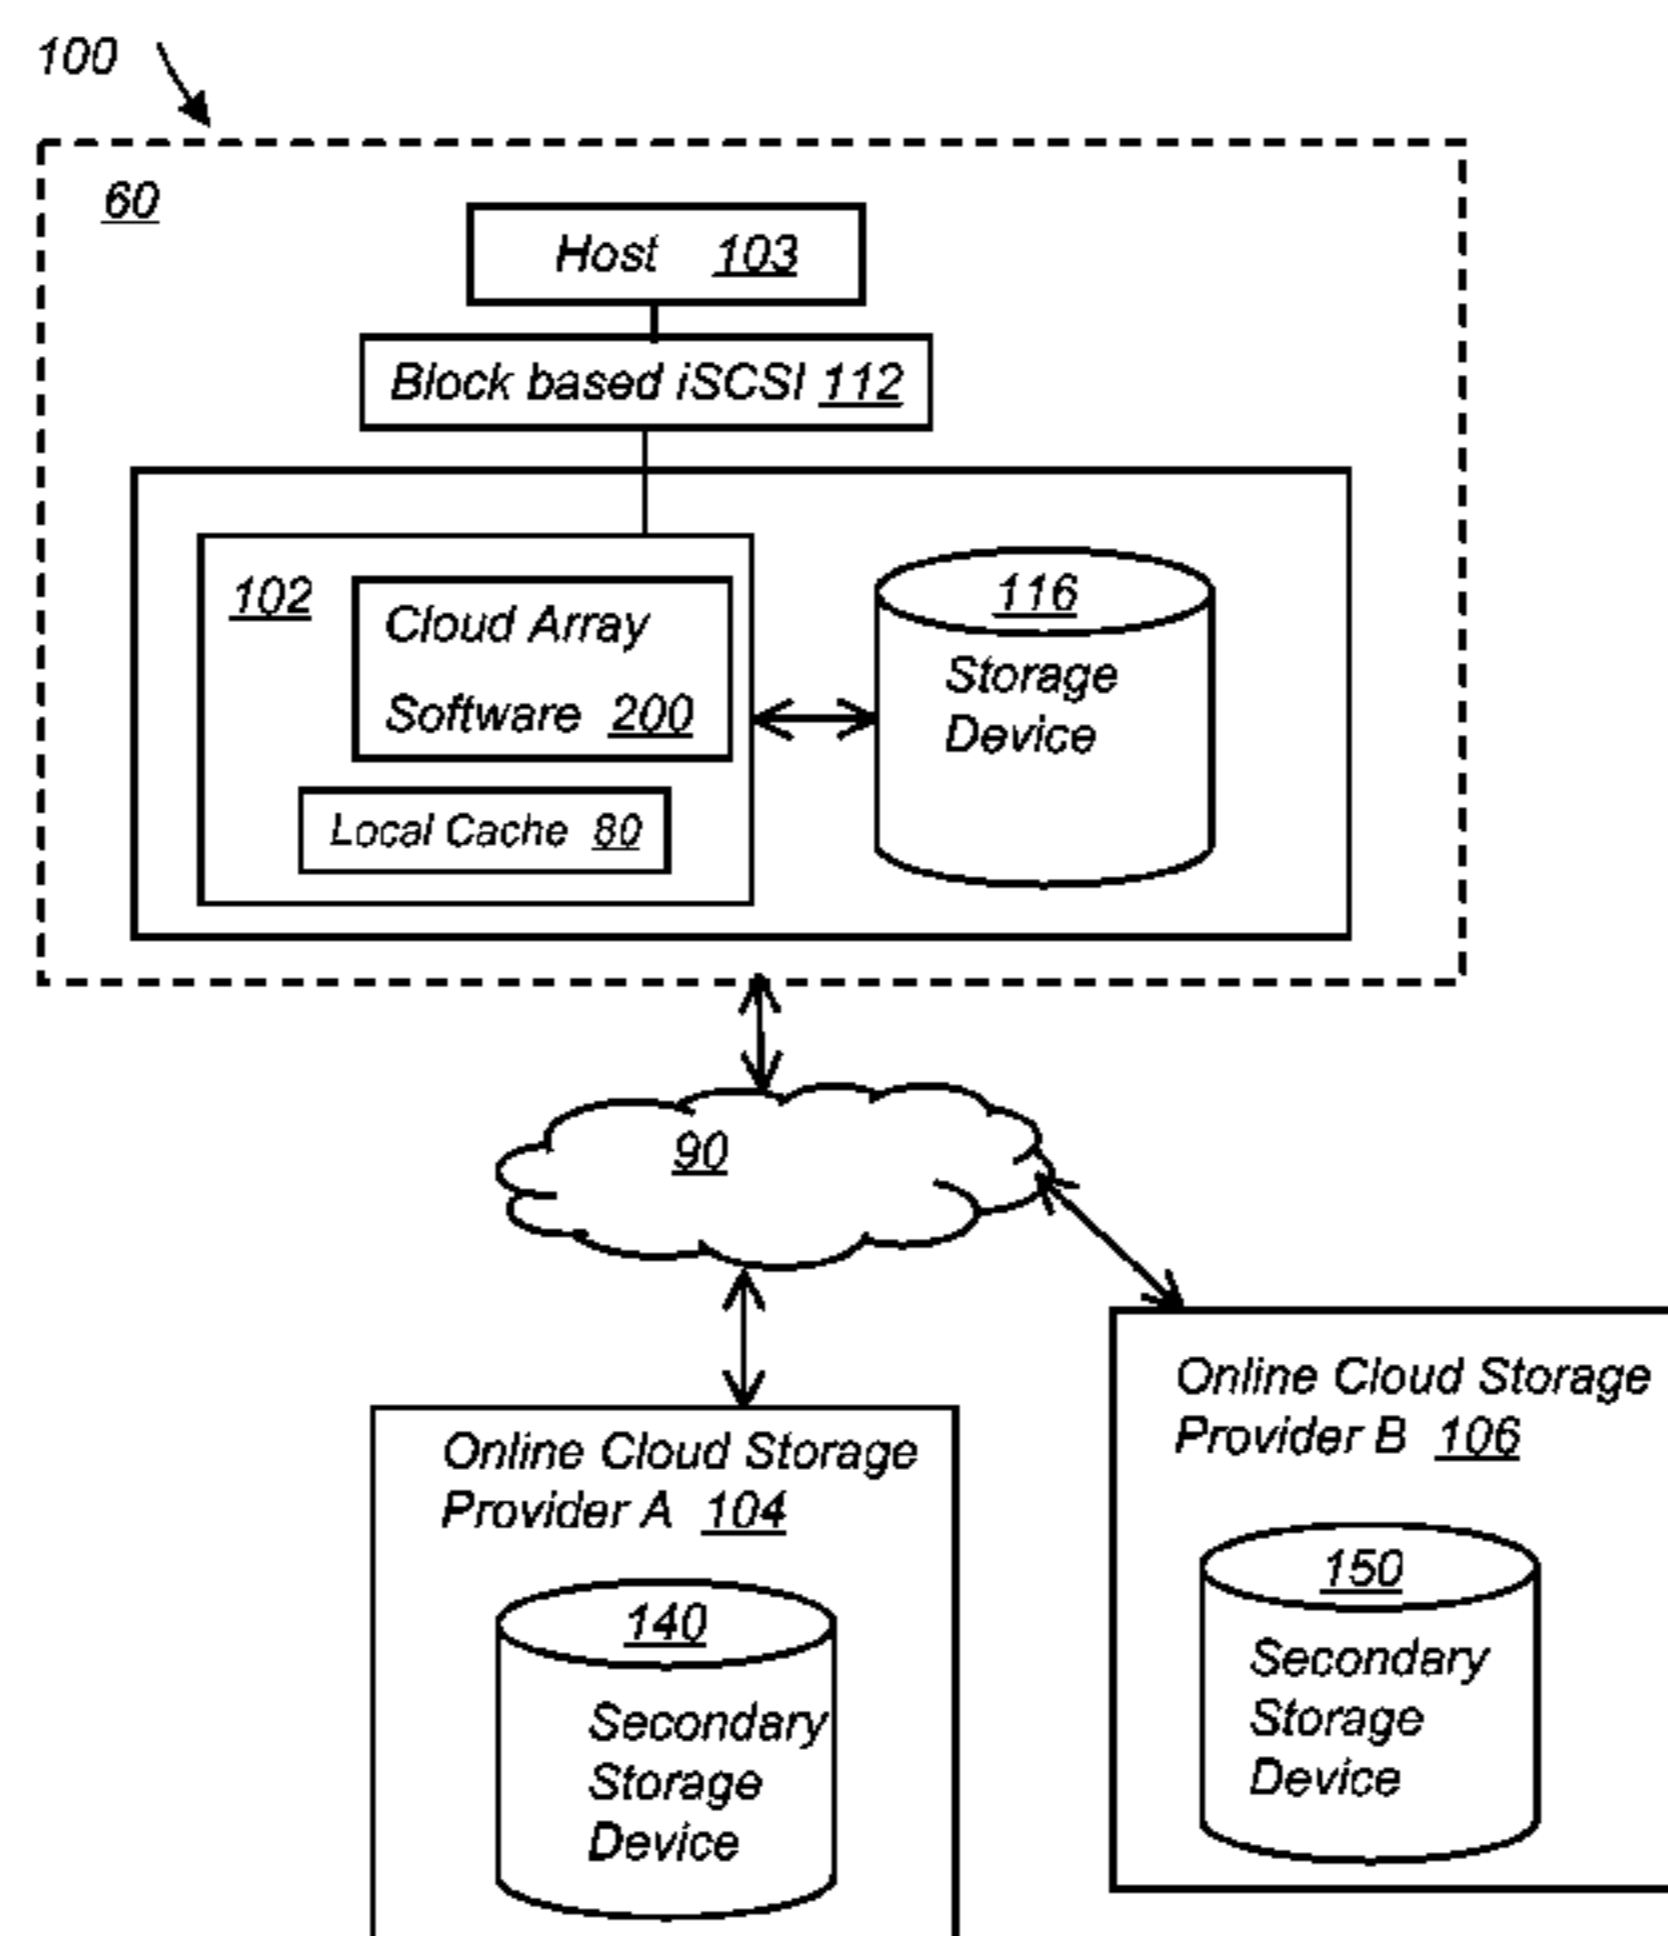 100
60
Host 103
Block based iSCSI 112
102
Cloud Array
Software 200
Local Cache 80
116
Storage
Device
90
Online Cloud Storage
Provider A 104
140
Secondary
Storage
Device
Online Cloud Storage
Provider B 106
150
Secondary
Storage
Device